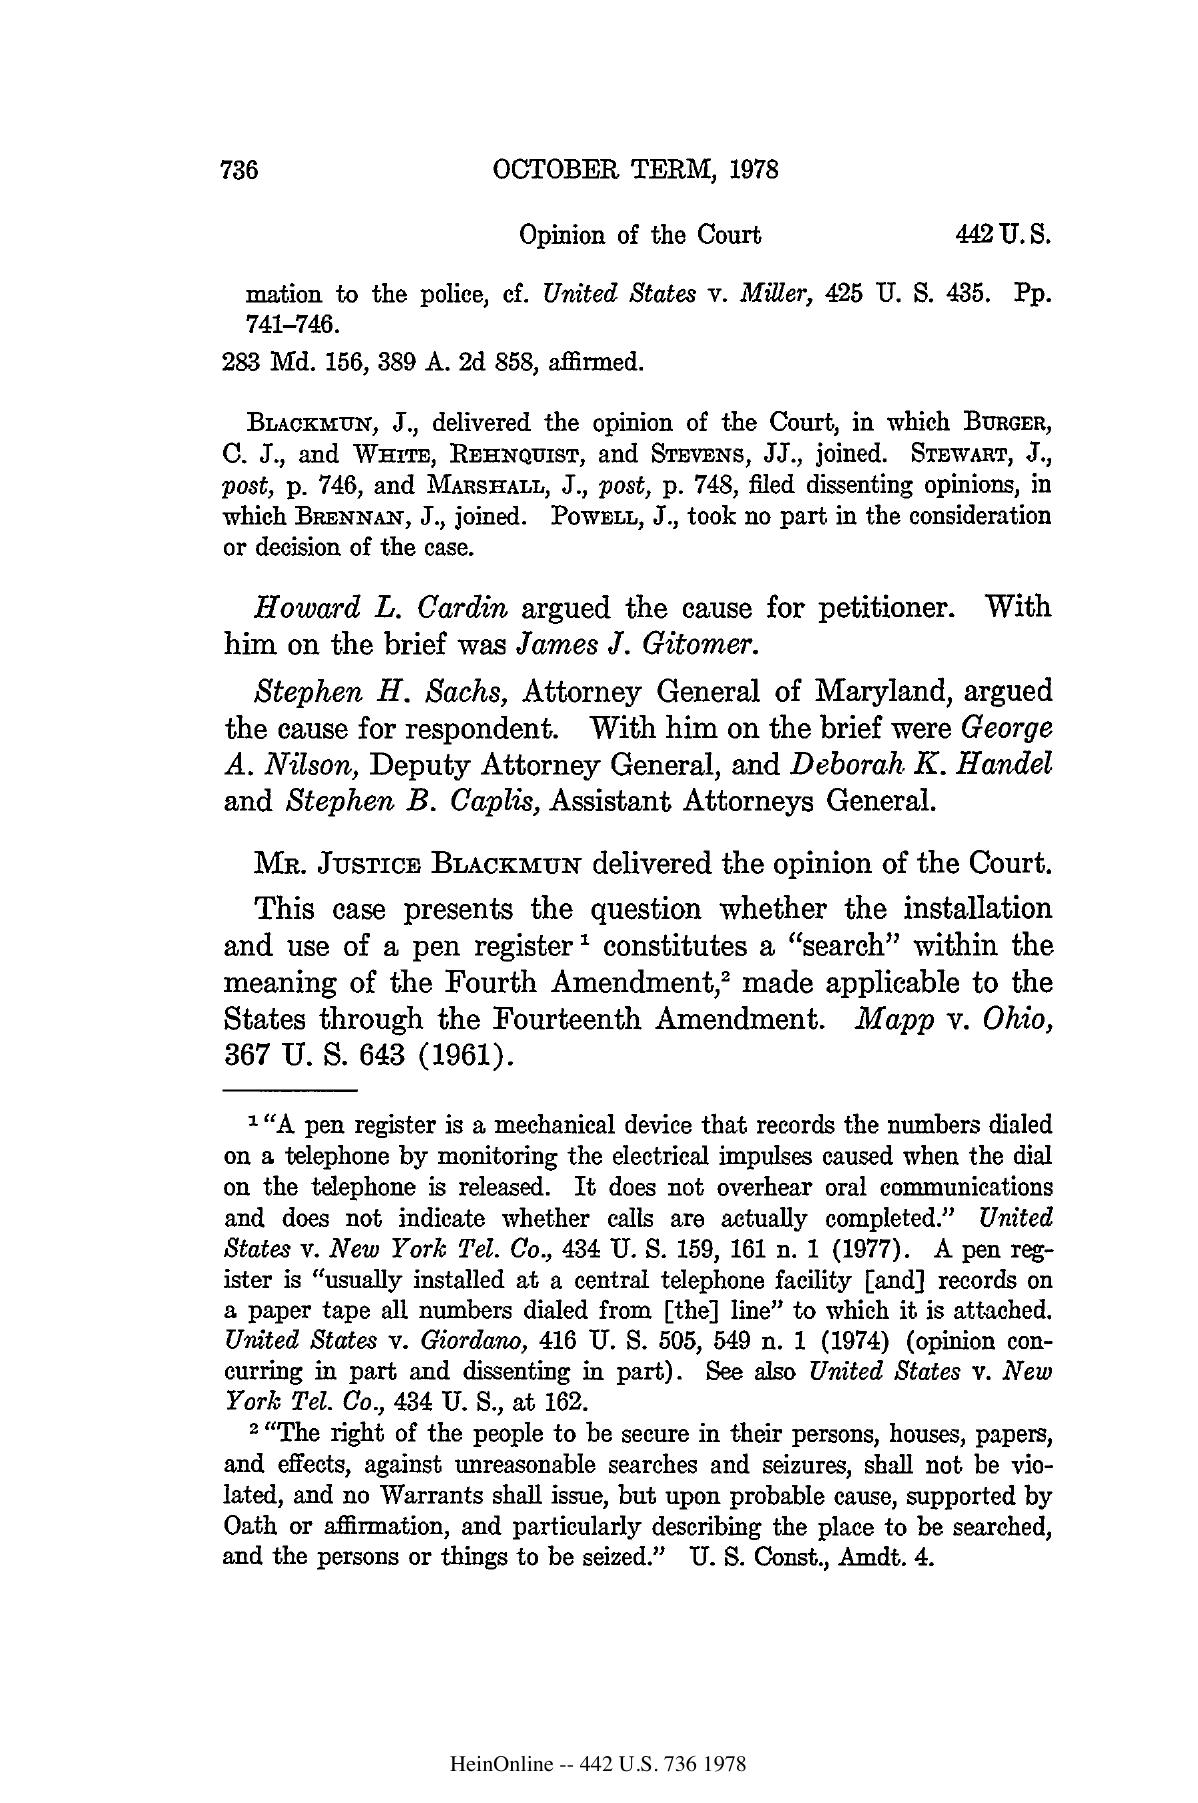 736 OCTOBER TERM, 1978
Opinion of the Court 442 U. S.
mation to the police, cf. United States v. Miller, 425 U. S. 435. Pp.
741–746.
283 Md. 156, 389 A. 2d 858, affirmed.
BLACKMUN, J., delivered the opinion of the Court, in which BURGER,
C. J., and WHITE, REHNQUIST, and STEVENS, JJ., joined. STEWART, J.,
post, p. 746, and MARSHALL, J., post, p. 748, filed dissenting opinions, in
which BRENNAN, J., joined. POWELL, J., took no part in the consideration
or decision of the case.
Howard L. Cardin argued the cause for petitioner. With
him on the brief was James J. Gitomer.
Stephen H. Sachs, Attorney General of Maryland, argued
the cause for respondent. With him on the brief were George
A. Nilson, Deputy Attorney General, and Deborah K. Handel
and Stephen B. Caplis, Assistant Attorneys General.
MR. JUSTICE BLACKMUN delivered the opinion of the Court.
This case presents the question whether the installation
and use of a pen register ¹ constitutes a “search” within the
meaning of the Fourth Amendment,² made applicable to the
States through the Fourteenth Amendment. Mapp v. Ohio,
367 U. S. 643 (1961).
¹ “A pen register is a mechanical device that records the numbers dialed
on a telephone by monitoring the electrical impulses caused when the dial
on the telephone is released. It does not overhear oral communications
and does not indicate whether calls are actually completed.” United
States v. New York Tel. Co., 434 U. S. 159, 161 n. 1 (1977). A pen reg-
ister is “usually installed at a central telephone facility [and] records on
a paper tape all numbers dialed from [the] line” to which it is attached.
United States v. Giordano, 416 U. S. 505, 549 n. 1 (1974) (opinion con-
curring in part and dissenting in part). See also United States v. New
York Tel. Co., 434 U. S., at 162.
² “The right of the people to be secure in their persons, houses, papers,
and effects, against unreasonable searches and seizures, shall not be vio-
lated, and no Warrants shall issue, but upon probable cause, supported by
Oath or affirmation, and particularly describing the place to be searched,
and the persons or things to be seized.” U. S. Const., Amdt. 4.
HeinOnline -- 442 U.S. 736 1978